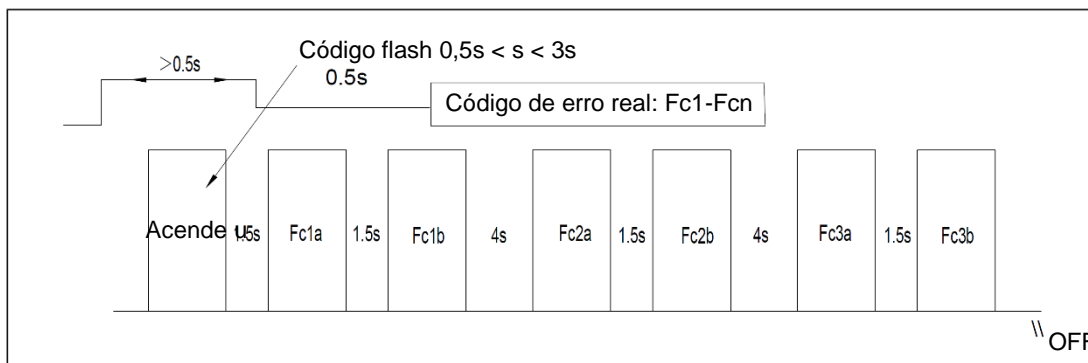 Código flash 0,5s < s < 3s
>0.5s
0.5s
Código de erro real: Fc1-Fcn
Acende u 1.5s Fc1a 1.5s Fc1b 4s Fc2a 1.5s Fc2b 4s Fc3a 1.5s Fc3b
\\ OFF